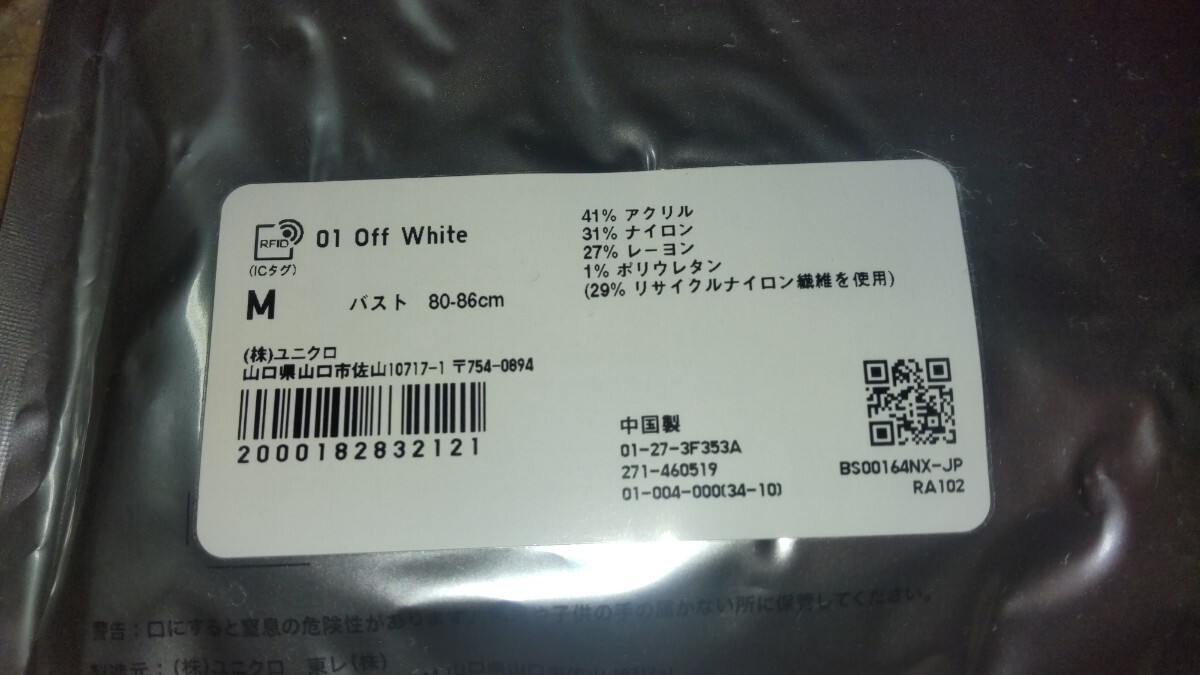 RFID
(ICタグ)
01 Off White
M バスト 80-86cm
41% アクリル
31% ナイロン
27% レーヨン
1% ポリウレタン
(29% リサイクルナイロン繊維を使用)
(株)ユニクロ
山口県山口市佐山10717-1 〒754-0894
2000182832121
中国製
01-27-3F353A
271-460519
01-004-000(34-10)
BS00164NX-JP
RA102
警告：口にすると窒息の危険性があります。 子供の手の届かない所に保管してください。
製造元：(株)ユニクロ 東レ(株)